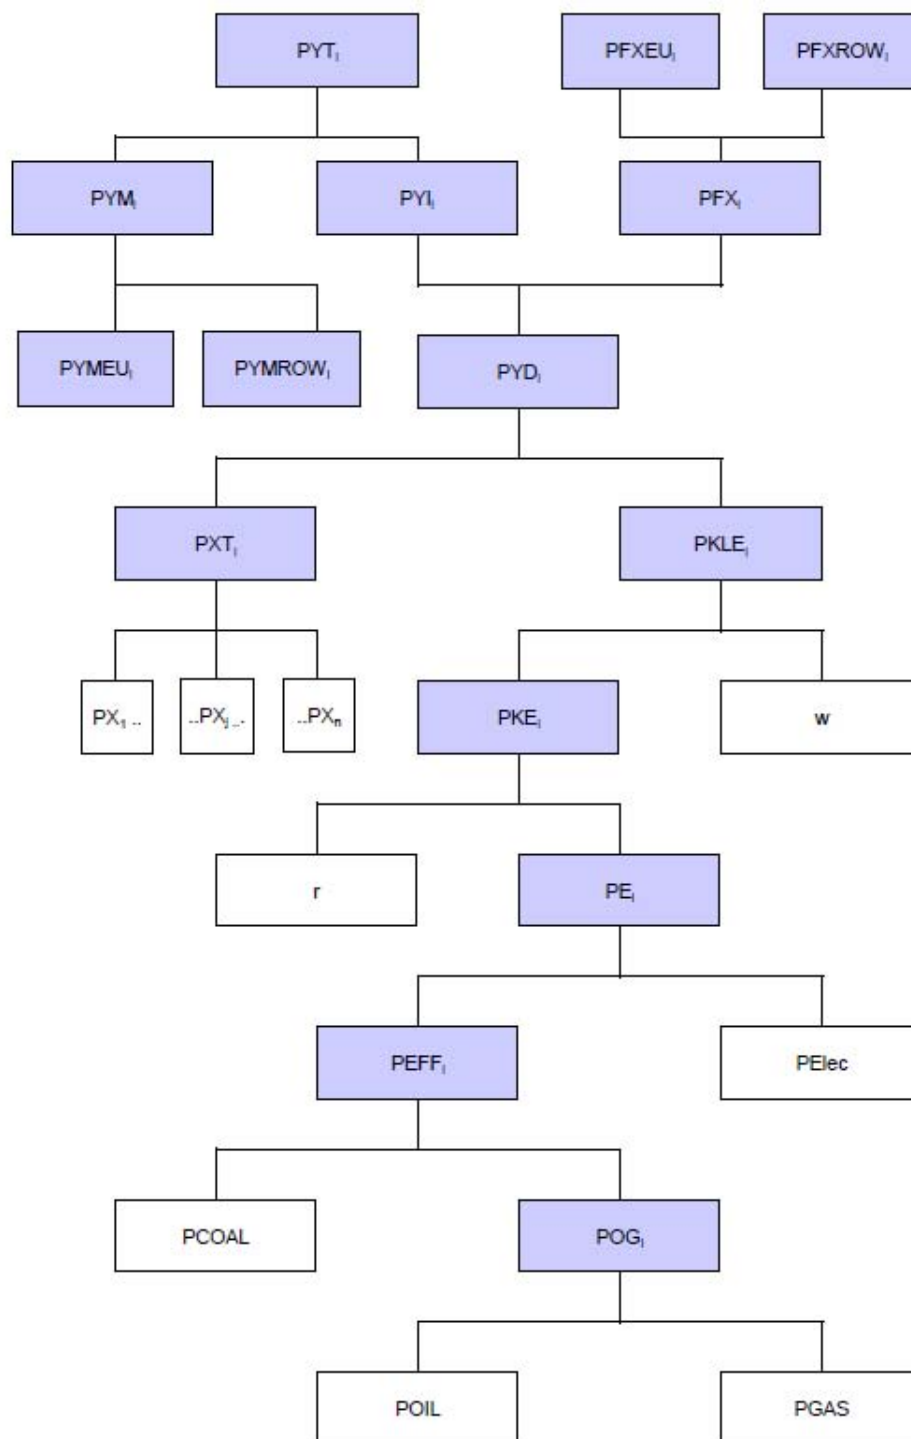 PYTᵢ
PFXEUᵢ
PFXROWᵢ
PYMᵢ
PYIᵢ
PFXᵢ
PYMEUᵢ
PYMROWᵢ
PYDᵢ
PXTᵢ
PKLEᵢ
PX₁ ..
..PXⱼ ..
..PXₙ
PKEᵢ
w
r
PEᵢ
PEFFᵢ
PElec
PCOAL
POGᵢ
POIL
PGAS